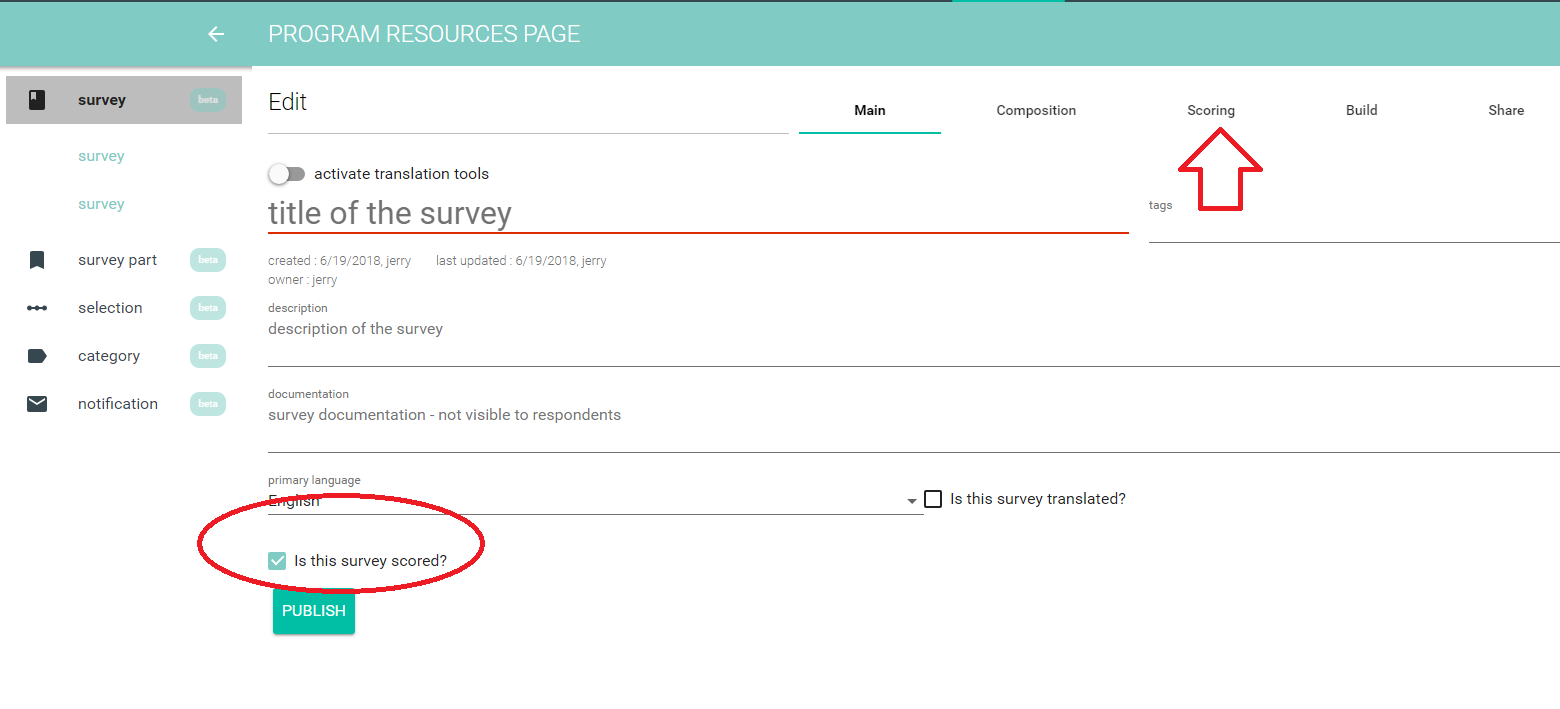 PROGRAM RESOURCES PAGE
survey beta
survey
survey
survey part beta
selection beta
category beta
notification beta
Edit
Main Composition Scoring Build Share
activate translation tools
title of the survey
tags
created : 6/19/2018, jerry last updated : 6/19/2018, jerry
owner : jerry
description
description of the survey
documentation
survey documentation - not visible to respondents
primary language
English
Is this survey translated?
Is this survey scored?
PUBLISH